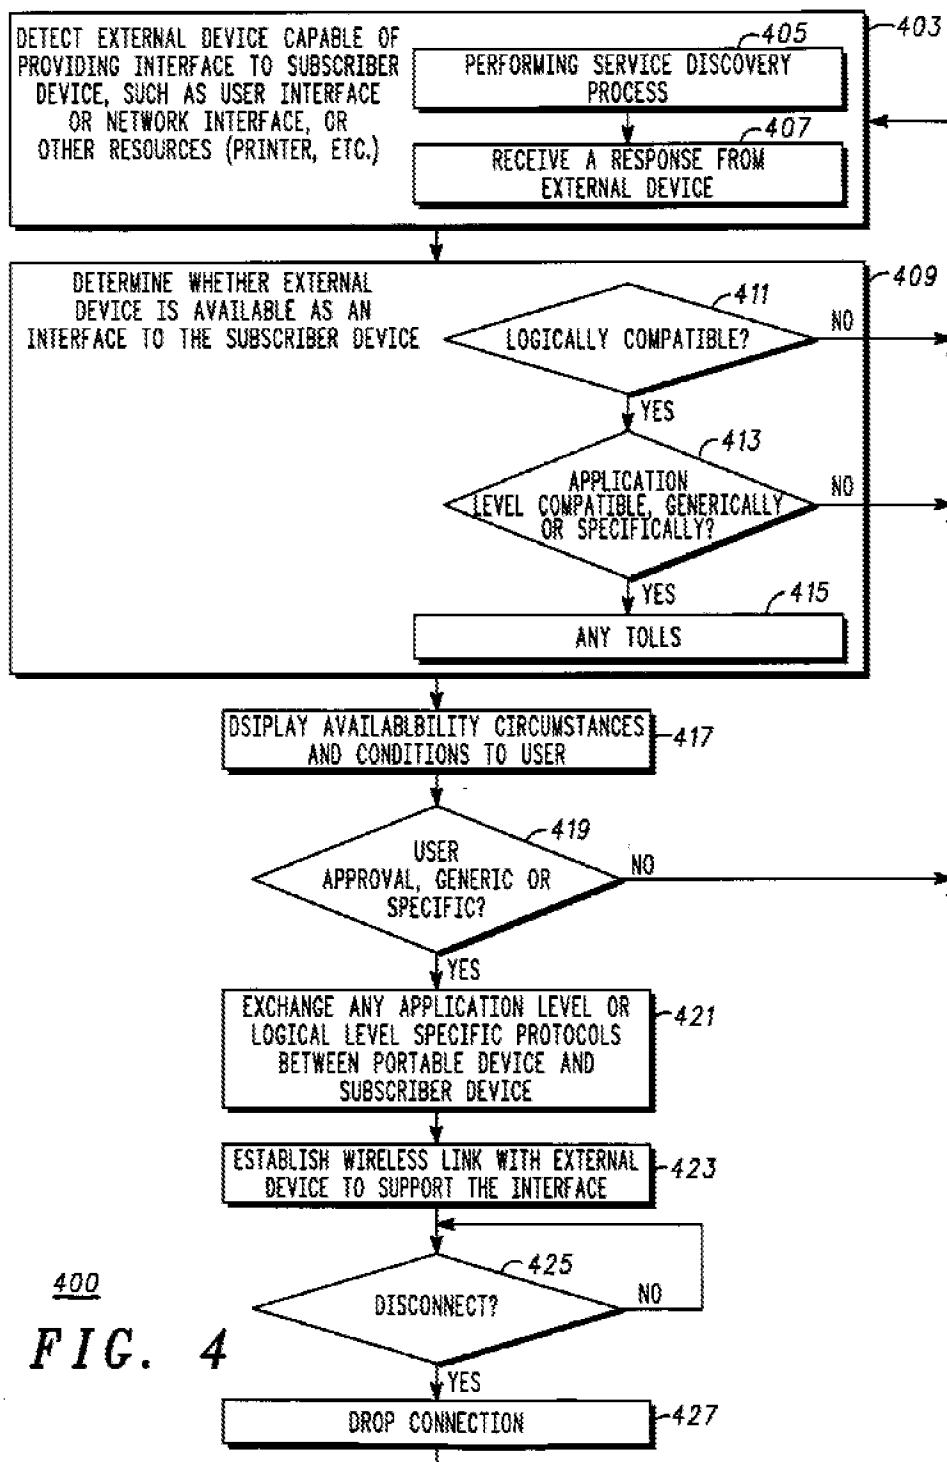 DETECT EXTERNAL DEVICE CAPABLE OF
PROVIDING INTERFACE TO SUBSCRIBER
DEVICE, SUCH AS USER INTERFACE
OR NETWORK INTERFACE, OR
OTHER RESOURCES (PRINTER, ETC.)
403
405
PERFORMING SERVICE DISCOVERY
PROCESS
407
RECEIVE A RESPONSE FROM
EXTERNAL DEVICE
DETERMINE WHETHER EXTERNAL
DEVICE IS AVAILABLE AS AN
INTERFACE TO THE SUBSCRIBER DEVICE
409
411
LOGICALLY COMPATIBLE?
NO
YES
413
APPLICATION
LEVEL COMPATIBLE, GENERICALLY
OR SPECIFICALLY?
NO
YES
415
ANY TOLLS
DSIPLAY AVAILABLBILITY CIRCUMSTANCES
AND CONDITIONS TO USER
417
419
USER
APPROVAL, GENERIC OR
SPECIFIC?
NO
YES
EXCHANGE ANY APPLICATION LEVEL OR
LOGICAL LEVEL SPECIFIC PROTOCOLS
BETWEEN PORTABLE DEVICE AND
SUBSCRIBER DEVICE
421
ESTABLISH WIRELESS LINK WITH EXTERNAL
DEVICE TO SUPPORT THE INTERFACE
423
425
DISCONNECT?
NO
YES
DROP CONNECTION
427
400
FIG. 4